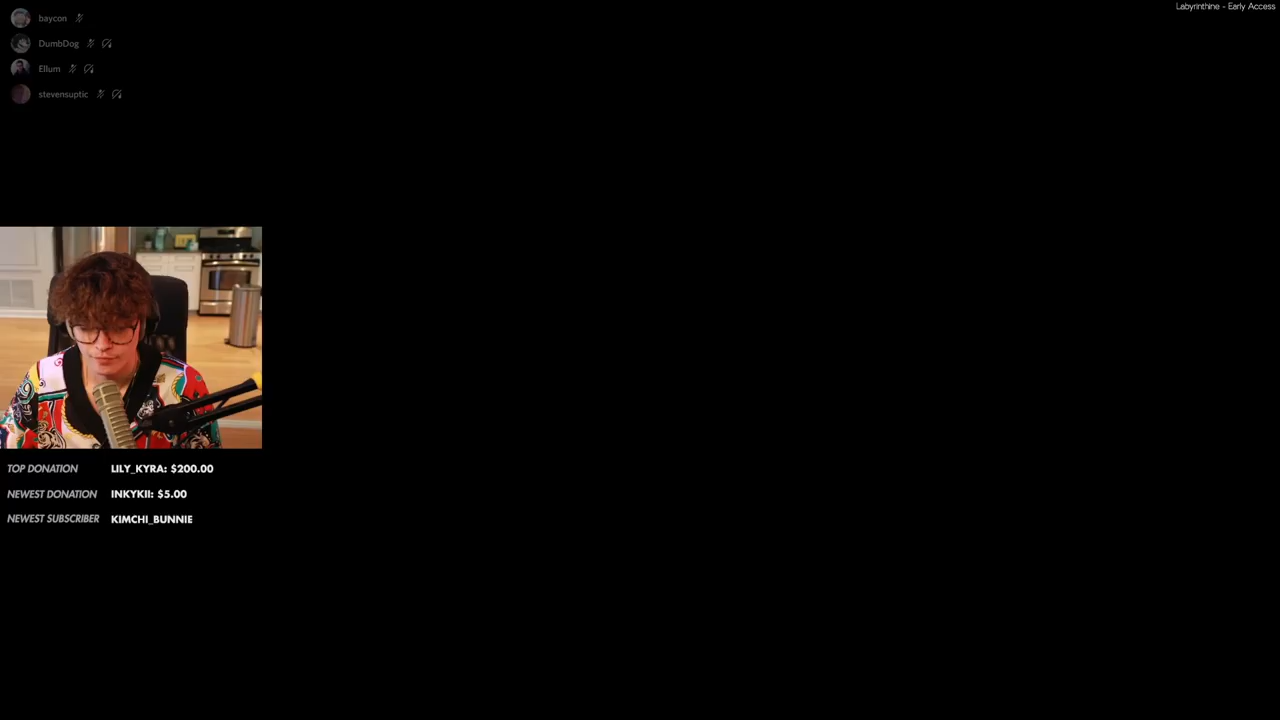 baycon
DumbDog
Ellum
stevensuptic
Labyrinthine - Early Access
TOP DONATION LILY_KYRA: $200.00
NEWEST DONATION INKYKII: $5.00
NEWEST SUBSCRIBER KIMCHI_BUNNIE